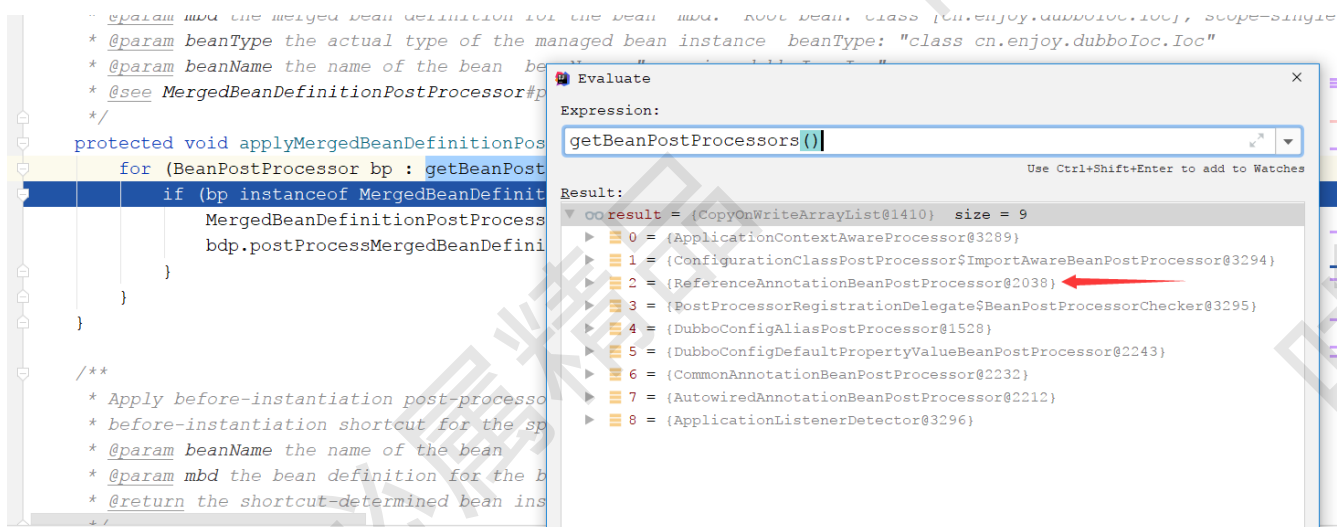 * @param mbd the merged bean definition for the bean mbd: "Root bean: class [cn.enjoy.dubboIoc.Ioc]; scope=single
* @param beanType the actual type of the managed bean instance beanType: "class cn.enjoy.dubboIoc.Ioc"
* @param beanName the name of the bean
* @see MergedBeanDefinitionPostProcessor#p
*/
protected void applyMergedBeanDefinitionPos
for (BeanPostProcessor bp : getBeanPost
if (bp instanceof MergedBeanDefinit
MergedBeanDefinitionPostProcess
bdp.postProcessMergedBeanDefini
}
}
}
/**
* Apply before-instantiation post-processo
* before-instantiation shortcut for the sp
* @param beanName the name of the bean
* @param mbd the bean definition for the b
* @return the shortcut-determined bean ins
*/
Evaluate
Expression:
getBeanPostProcessors()
Use Ctrl+Shift+Enter to add to Watches
Result:
oo result = {CopyOnWriteArrayList@1410} size = 9
0 = {ApplicationContextAwareProcessor@3289}
1 = {ConfigurationClassPostProcessor$ImportAwareBeanPostProcessor@3294}
2 = {ReferenceAnnotationBeanPostProcessor@2038}
3 = {PostProcessorRegistrationDelegate$BeanPostProcessorChecker@3295}
4 = {DubboConfigAliasPostProcessor@1528}
5 = {DubboConfigDefaultPropertyValueBeanPostProcessor@2243}
6 = {CommonAnnotationBeanPostProcessor@2232}
7 = {AutowiredAnnotationBeanPostProcessor@2212}
8 = {ApplicationListenerDetector@3296}
属精品